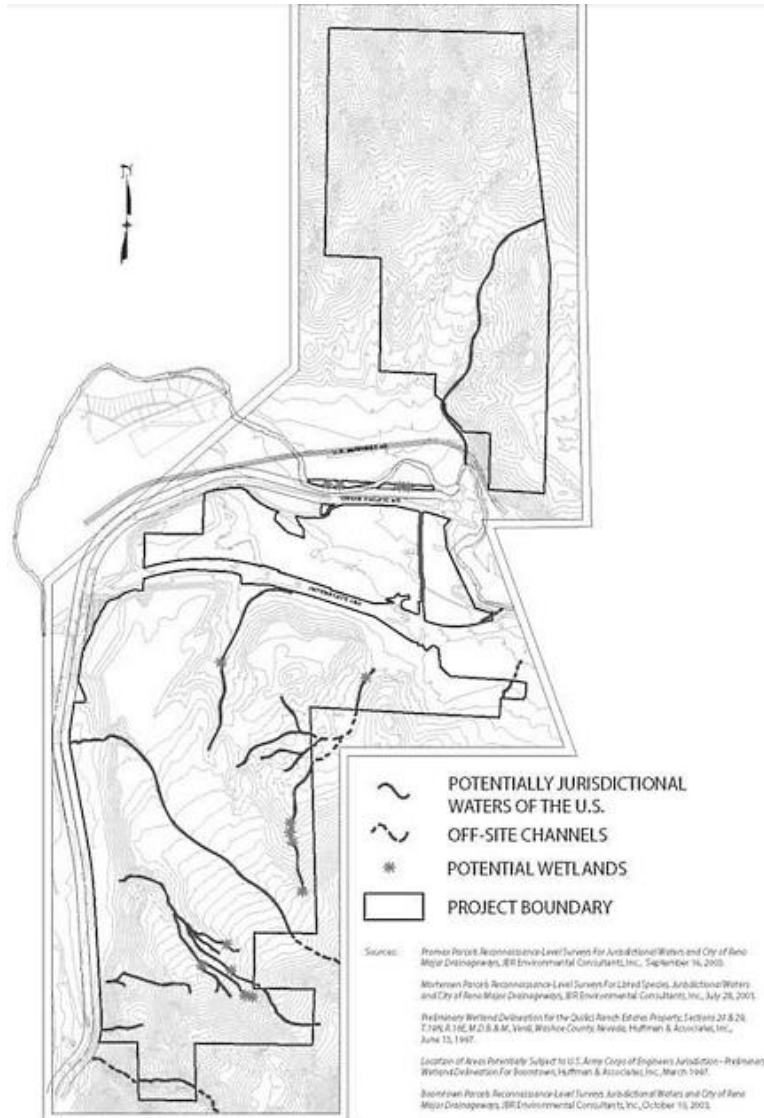 N
U.S. INTERSTATE 80
UNION PACIFIC RR
INTERSTATE
POTENTIALLY JURISDICTIONAL
WATERS OF THE U.S.
OFF-SITE CHANNELS
POTENTIAL WETLANDS
PROJECT BOUNDARY
Sources: Premax Parcels Reconnaissance-Level Surveys For Jurisdictional Waters and City of Reno
Major Drainageways, JBR Environmental Consultants, Inc., September 16, 2003.
Mortensen Parcels Reconnaissance-Level Surveys For Listed Species, Jurisdictional Waters
and City of Reno Major Drainageways, JBR Environmental Consultants, Inc., July 28, 2003.
Preliminary Wetland Delineation for the Quilici Ranch Estates Property, Sections 20 & 29,
T.19N, R.18E, M.D.B.& M., Verdi, Washoe County, Nevada, Huffman & Associates, Inc.,
June 13, 1997.
Location of Areas Potentially Subject to U.S. Army Corps of Engineers Jurisdiction - Preliminary
Wetland Delineation For Boomtown, Huffman & Associates, Inc., March 1997.
Boomtown Parcels Reconnaissance-Level Surveys Jurisdictional Waters and City of Reno
Major Drainageways, JBR Environmental Consultants, Inc., October 10, 2003.